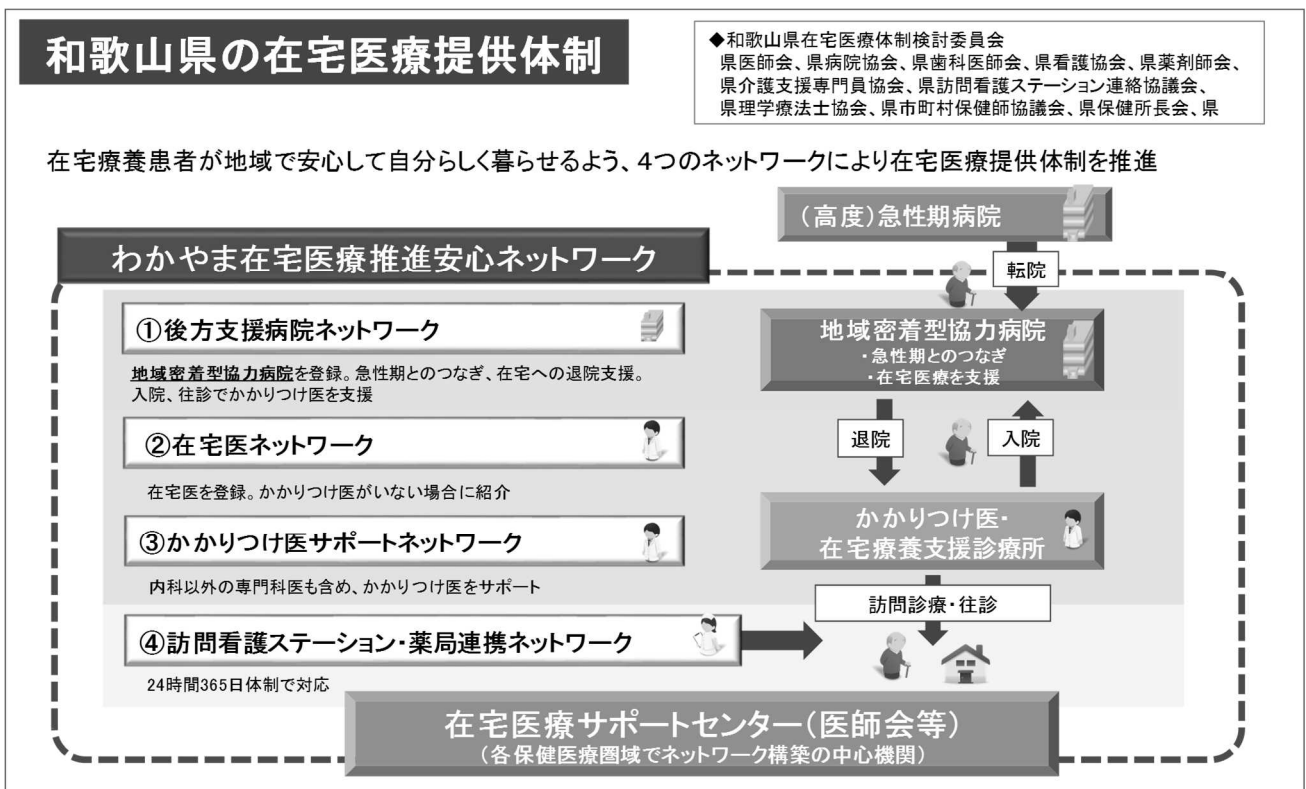 和歌山県の在宅医療提供体制
◆和歌山県在宅医療体制検討委員会
県医師会、県病院協会、県歯科医師会、県看護協会、県薬剤師会、
県介護支援専門員協会、県訪問看護ステーション連絡協議会、
県理学療法士協会、県市町村保健師協議会、県保健所長会、県
在宅療養患者が地域で安心して自分らしく暮らせるよう、４つのネットワークにより在宅医療提供体制を推進
（高度）急性期病院
わかやま在宅医療推進安心ネットワーク
転院
①後方支援病院ネットワーク
地域密着型協力病院を登録。急性期とのつなぎ、在宅への退院支援。
入院、往診でかかりつけ医を支援
地域密着型協力病院
・急性期とのつなぎ
・在宅医療を支援
②在宅医ネットワーク
在宅医を登録。かかりつけ医がいない場合に紹介
退院
入院
③かかりつけ医サポートネットワーク
内科以外の専門科医も含め、かかりつけ医をサポート
かかりつけ医・
在宅療養支援診療所
訪問診療・往診
④訪問看護ステーション・薬局連携ネットワーク
24時間365日体制で対応
在宅医療サポートセンター（医師会等）
（各保健医療圏域でネットワーク構築の中心機関）